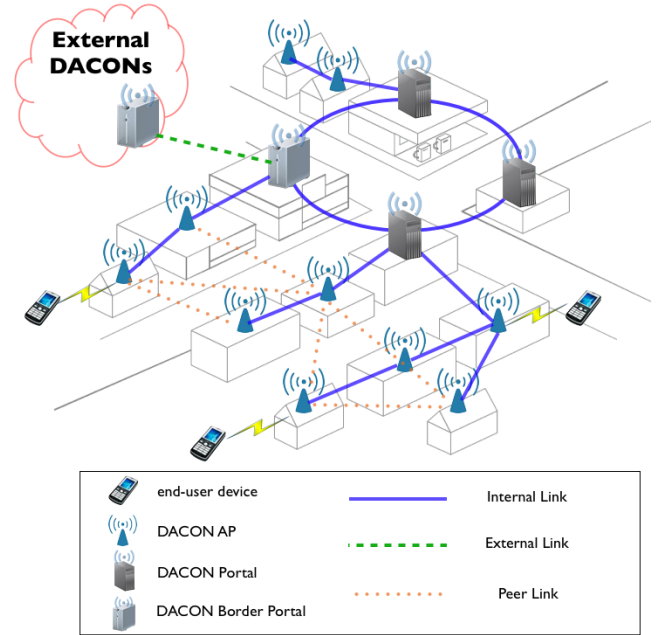 External
DACONs
end-user device
Internal Link
DACON AP
External Link
DACON Portal
Peer Link
DACON Border Portal